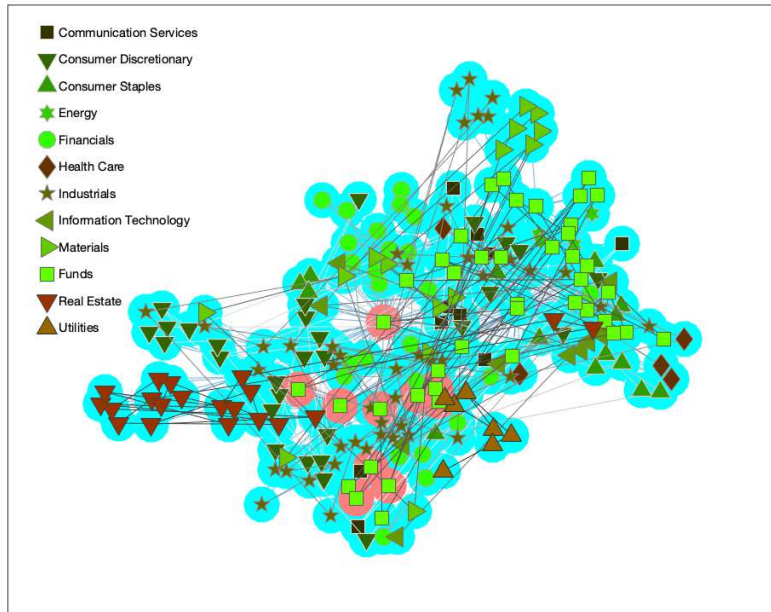 Communication Services
Consumer Discretionary
Consumer Staples
Energy
Financials
Health Care
Industrials
Information Technology
Materials
Funds
Real Estate
Utilities